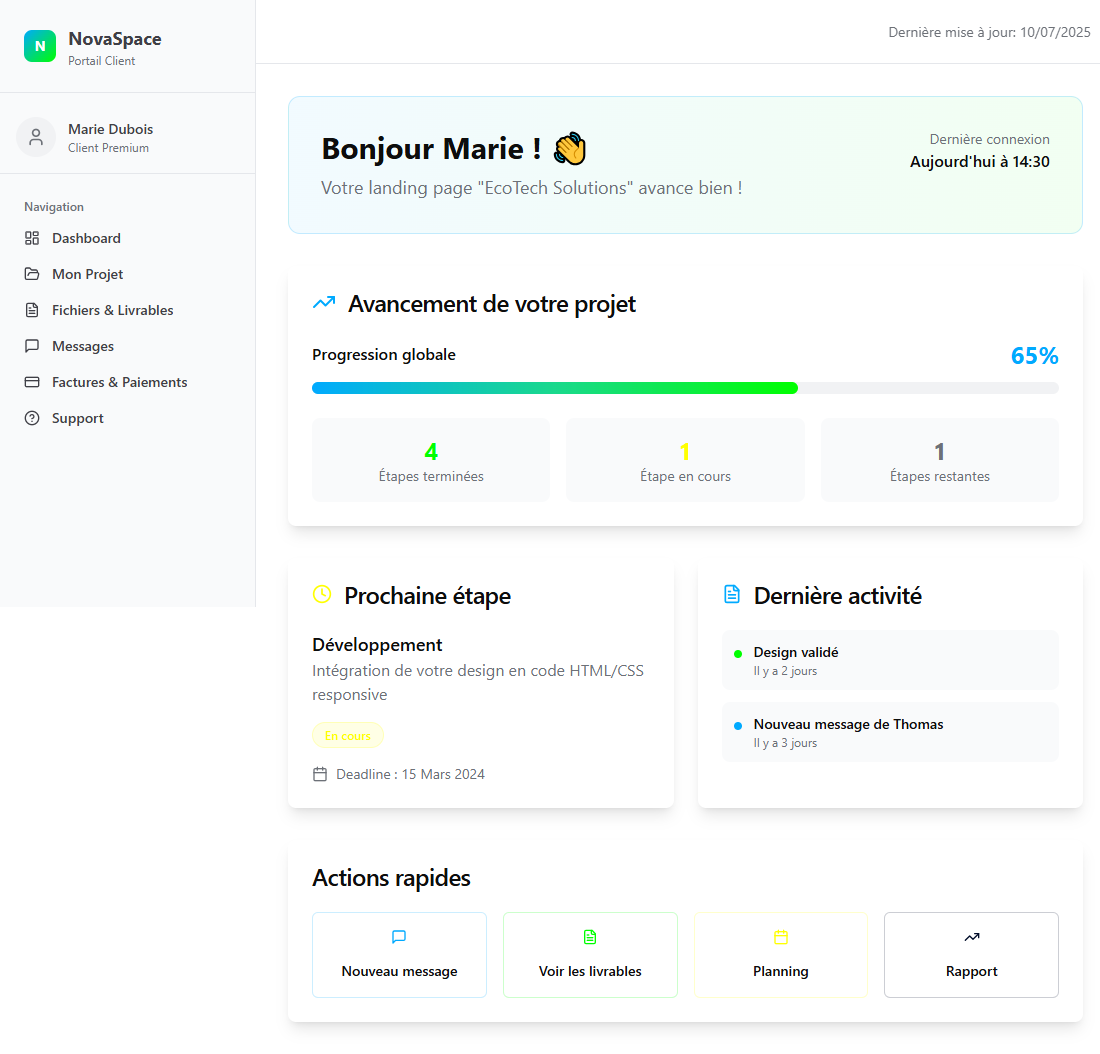 N
NovaSpace
Portail Client
Dernière mise à jour: 10/07/2025
Marie Dubois
Client Premium
Navigation
Dashboard
Mon Projet
Fichiers & Livrables
Messages
Factures & Paiements
Support
Bonjour Marie ! 👋
Votre landing page "EcoTech Solutions" avance bien !
Dernière connexion
Aujourd'hui à 14:30
Avancement de votre projet
Progression globale
65%
4
Étapes terminées
1
Étape en cours
1
Étapes restantes
Prochaine étape
Développement
Intégration de votre design en code HTML/CSS
responsive
En cours
Deadline : 15 Mars 2024
Dernière activité
Design validé
Il y a 2 jours
Nouveau message de Thomas
Il y a 3 jours
Actions rapides
Nouveau message
Voir les livrables
Planning
Rapport